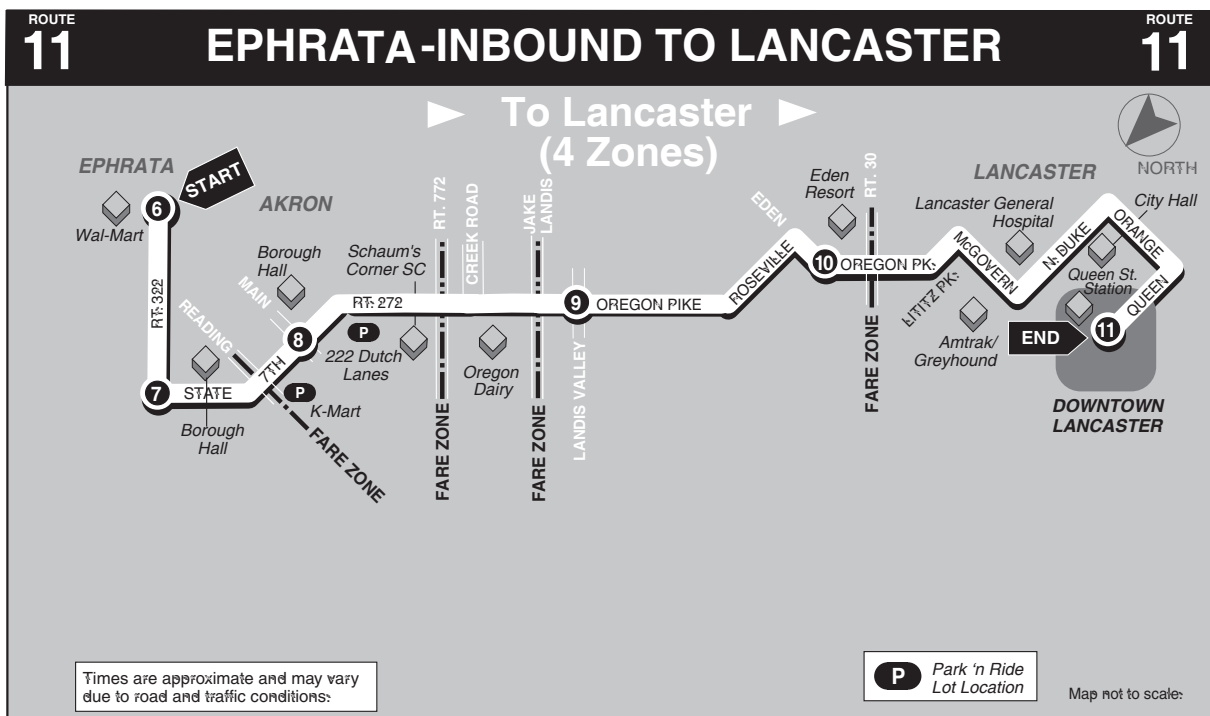 ROUTE
11
EPHRATA-INBOUND TO LANCASTER
ROUTE
11
To Lancaster
(4 Zones)
NORTH
EPHRATA
START
6
Wal-Mart
AKRON
RT. 322
7
STATE
Borough
Hall
READING
7TH
P
K-Mart
FARE ZONE
MAIN
Borough
Hall
8
RT. 272
P
222 Dutch
Lanes
Schaum's
Corner SC
RT. 772
FARE ZONE
CREEK ROAD
Oregon
Dairy
JAKE
LANDIS
FARE ZONE
9
LANDIS VALLEY
OREGON PIKE
ROSEVILLE
EDEN
Eden
Resort
10
RT. 30
OREGON PK.
FARE ZONE
LITITZ PK.
LANCASTER
McGOVERN
Lancaster General
Hospital
Amtrak/
Greyhound
N. DUKE
City Hall
ORANGE
Queen St.
Station
QUEEN
11
END
DOWNTOWN
LANCASTER
Times are approximate and may vary
due to road and traffic conditions.
P
Park 'n Ride
Lot Location
Map not to scale.